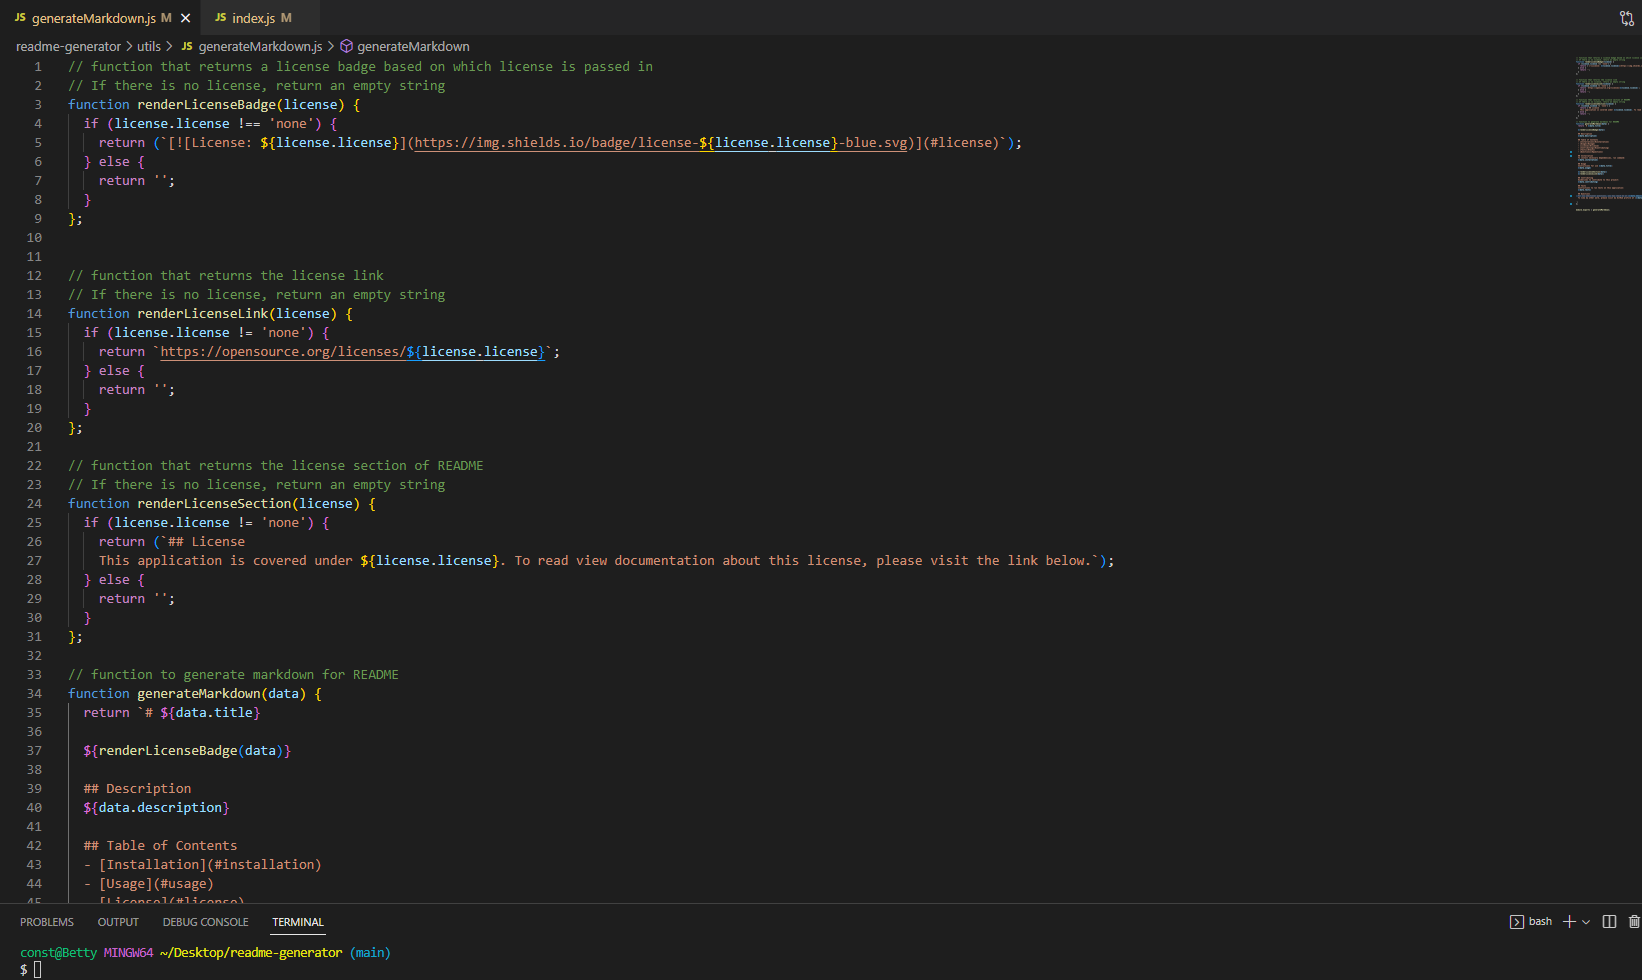 JS generateMarkdown.js M JS index.js M
readme-generator > utils > JS generateMarkdown.js > generateMarkdown
1 // function that returns a license badge based on which license is passed in
2 // If there is no license, return an empty string
3 function renderLicenseBadge(license) {
4 if (license.license !== 'none') {
5 return (`[![License: ${license.license}](https://img.shields.io/badge/license-${license.license}-blue.svg)](#license)`);
6 } else {
7 return '';
8 }
9 };
10
11
12 // function that returns the license link
13 // If there is no license, return an empty string
14 function renderLicenseLink(license) {
15 if (license.license != 'none') {
16 return `https://opensource.org/licenses/${license.license}`;
17 } else {
18 return '';
19 }
20 };
21
22 // function that returns the license section of README
23 // If there is no license, return an empty string
24 function renderLicenseSection(license) {
25 if (license.license != 'none') {
26 return (`## License
27 This application is covered under ${license.license}. To read view documentation about this license, please visit the link below.`);
28 } else {
29 return '';
30 }
31 };
32
33 // function to generate markdown for README
34 function generateMarkdown(data) {
35 return `# ${data.title}
36
37 ${renderLicenseBadge(data)}
38
39 ## Description
40 ${data.description}
41
42 ## Table of Contents
43 - [Installation](#installation)
44 - [Usage](#usage)
45 - [License](#license)
PROBLEMS OUTPUT DEBUG CONSOLE TERMINAL bash
const@Betty MINGW64 ~/Desktop/readme-generator (main)
$